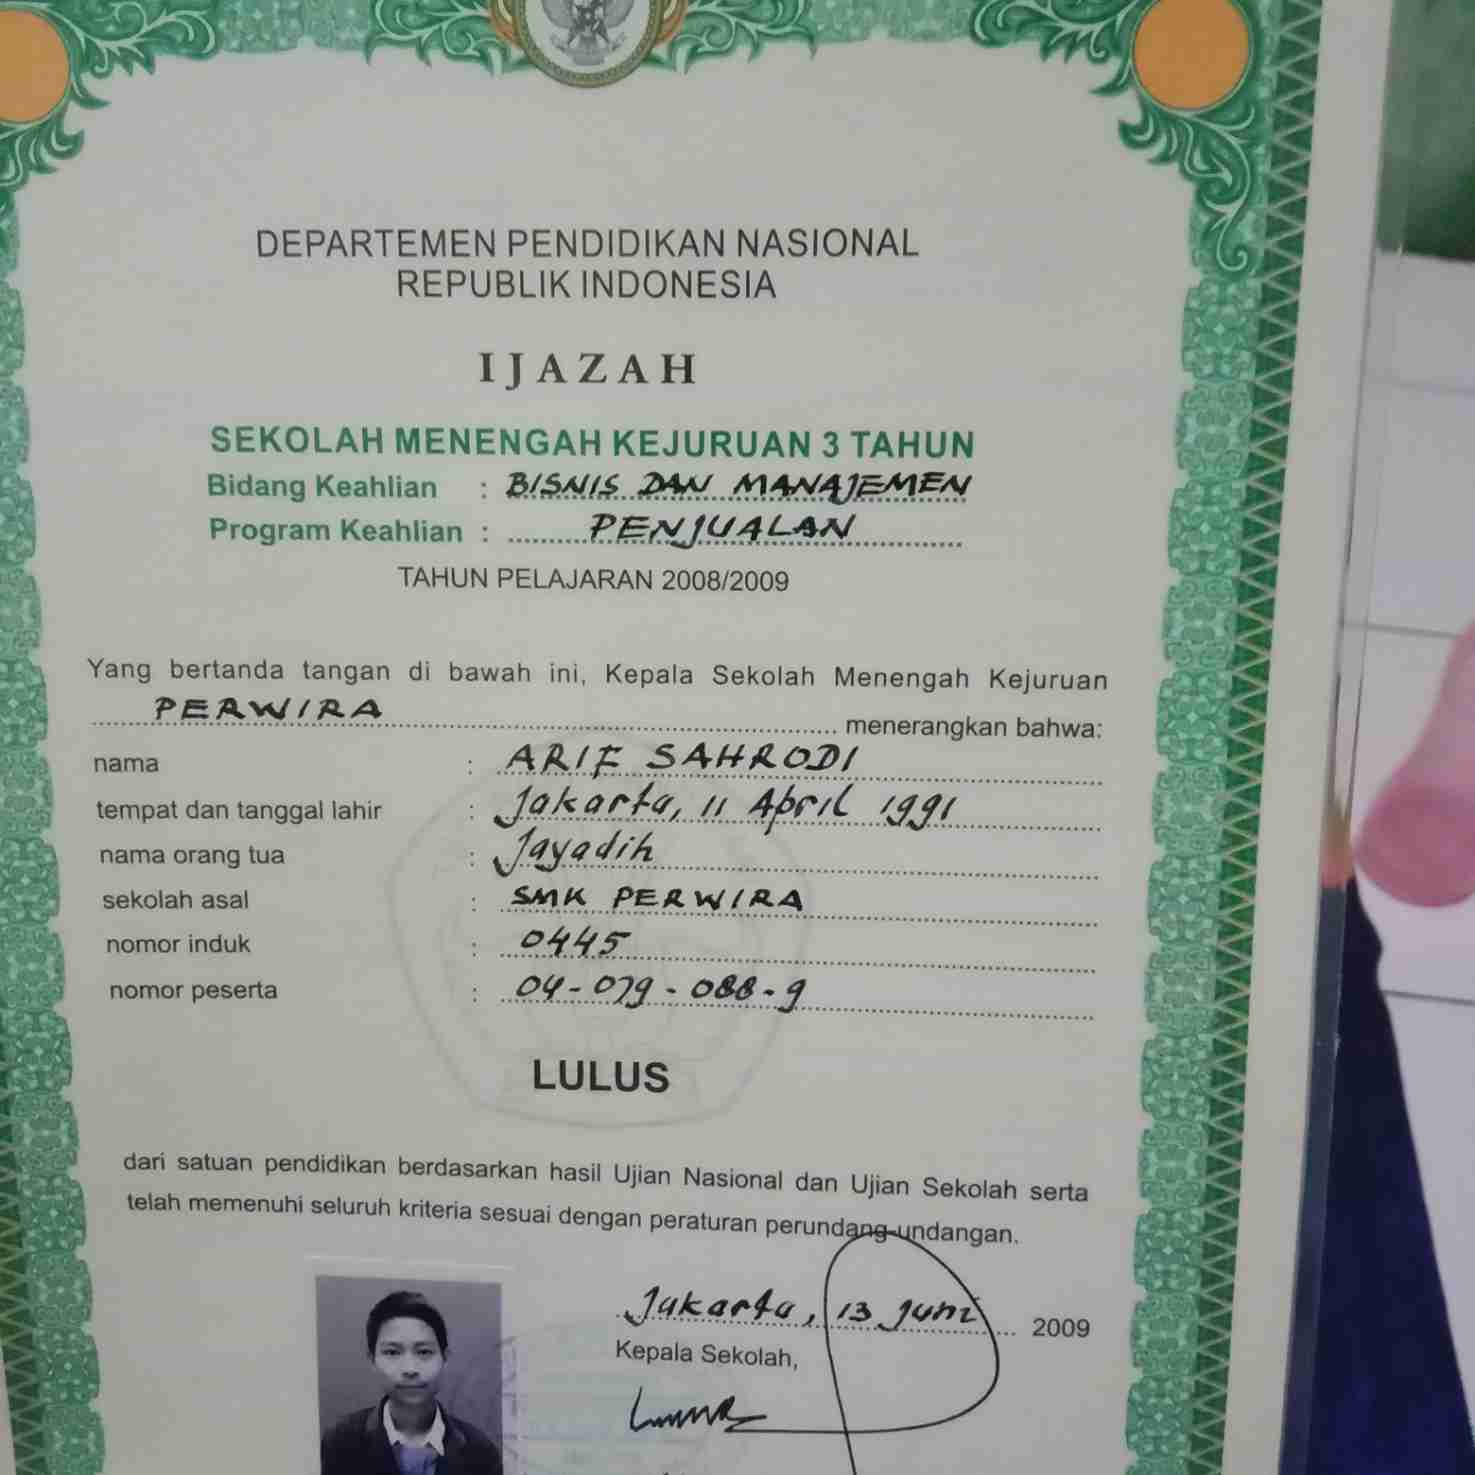 DEPARTEMEN PENDIDIKAN NASIONAL
REPUBLIK INDONESIA
IJAZAH
SEKOLAH MENENGAH KEJURUAN 3 TAHUN
Bidang Keahlian : BISNIS DAN MANAJEMEN
Program Keahlian : PENJUALAN
TAHUN PELAJARAN 2008/2009
Yang bertanda tangan di bawah ini, Kepala Sekolah Menengah Kejuruan
PERWIRA menerangkan bahwa:
nama : ARIF SAHRODI
tempat dan tanggal lahir : Jakarta, 11 April 1991
nama orang tua : Jayadih
sekolah asal : SMK PERWIRA
nomor induk : 0445
nomor peserta : 04-079-088-9
LULUS
dari satuan pendidikan berdasarkan hasil Ujian Nasional dan Ujian Sekolah serta
telah memenuhi seluruh kriteria sesuai dengan peraturan perundang-undangan.
Jakarta, 13 Juni 2009
Kepala Sekolah,